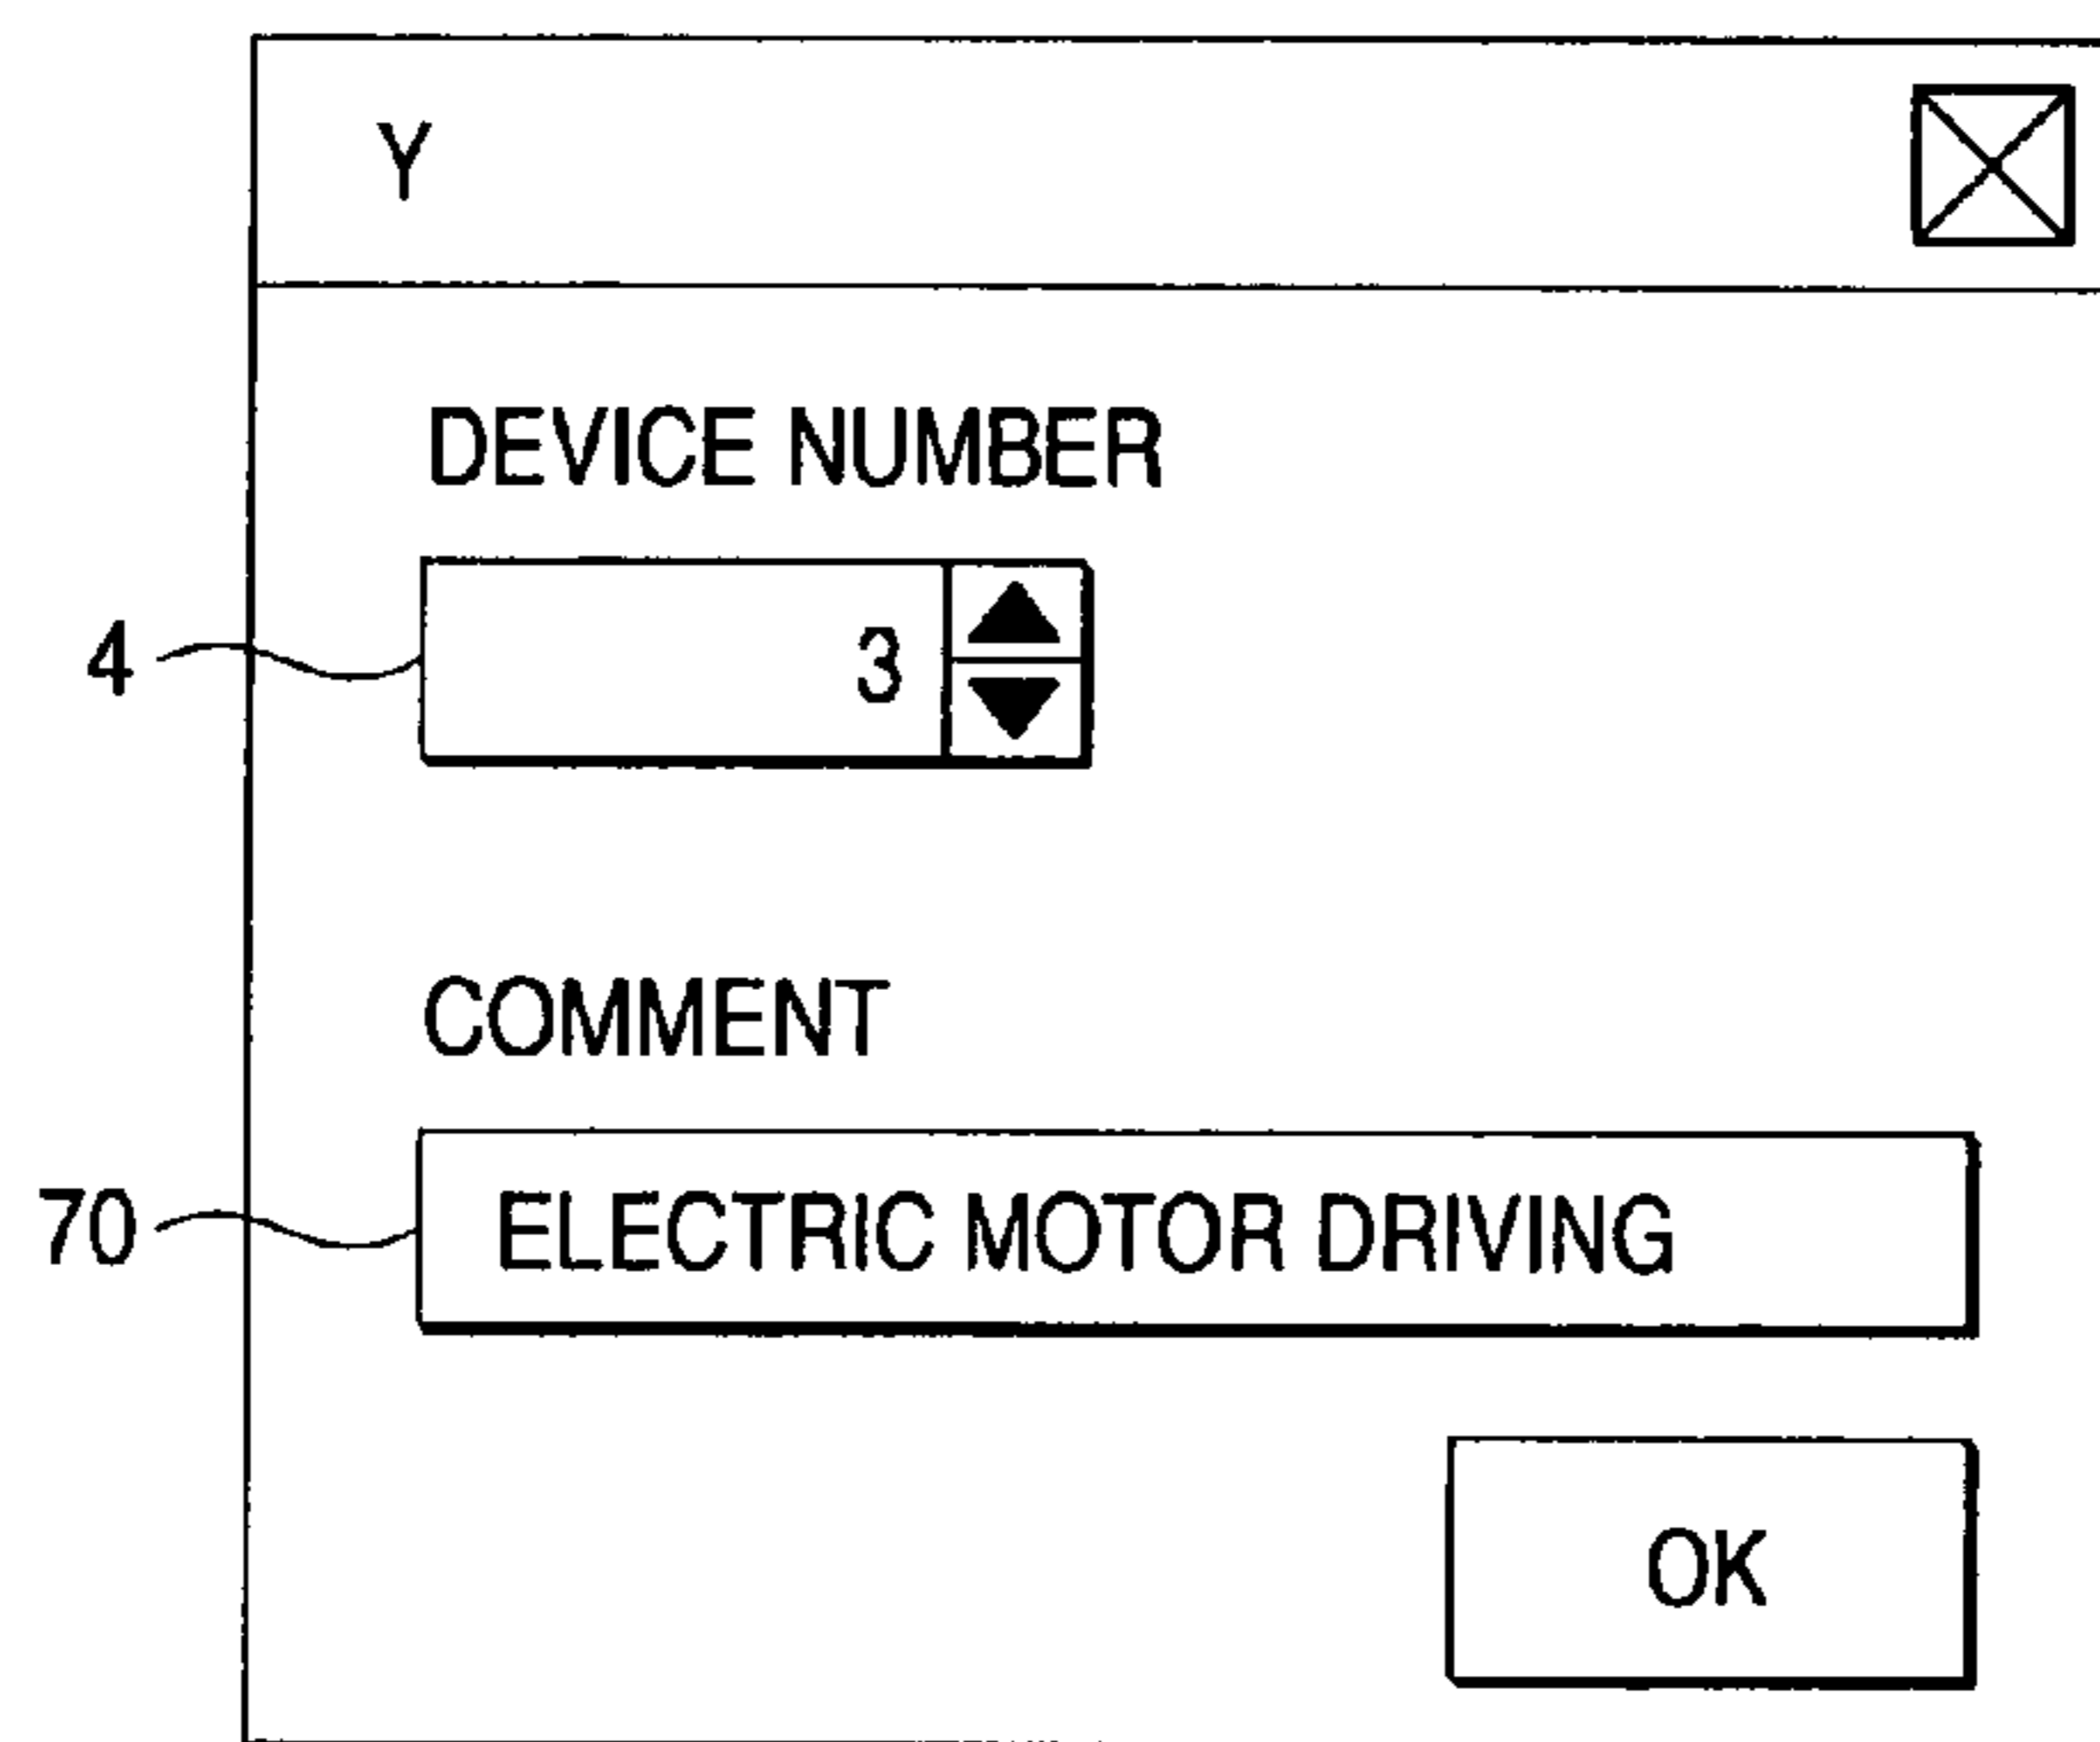 Y
DEVICE NUMBER
4 3
COMMENT
70 ELECTRIC MOTOR DRIVING
OK